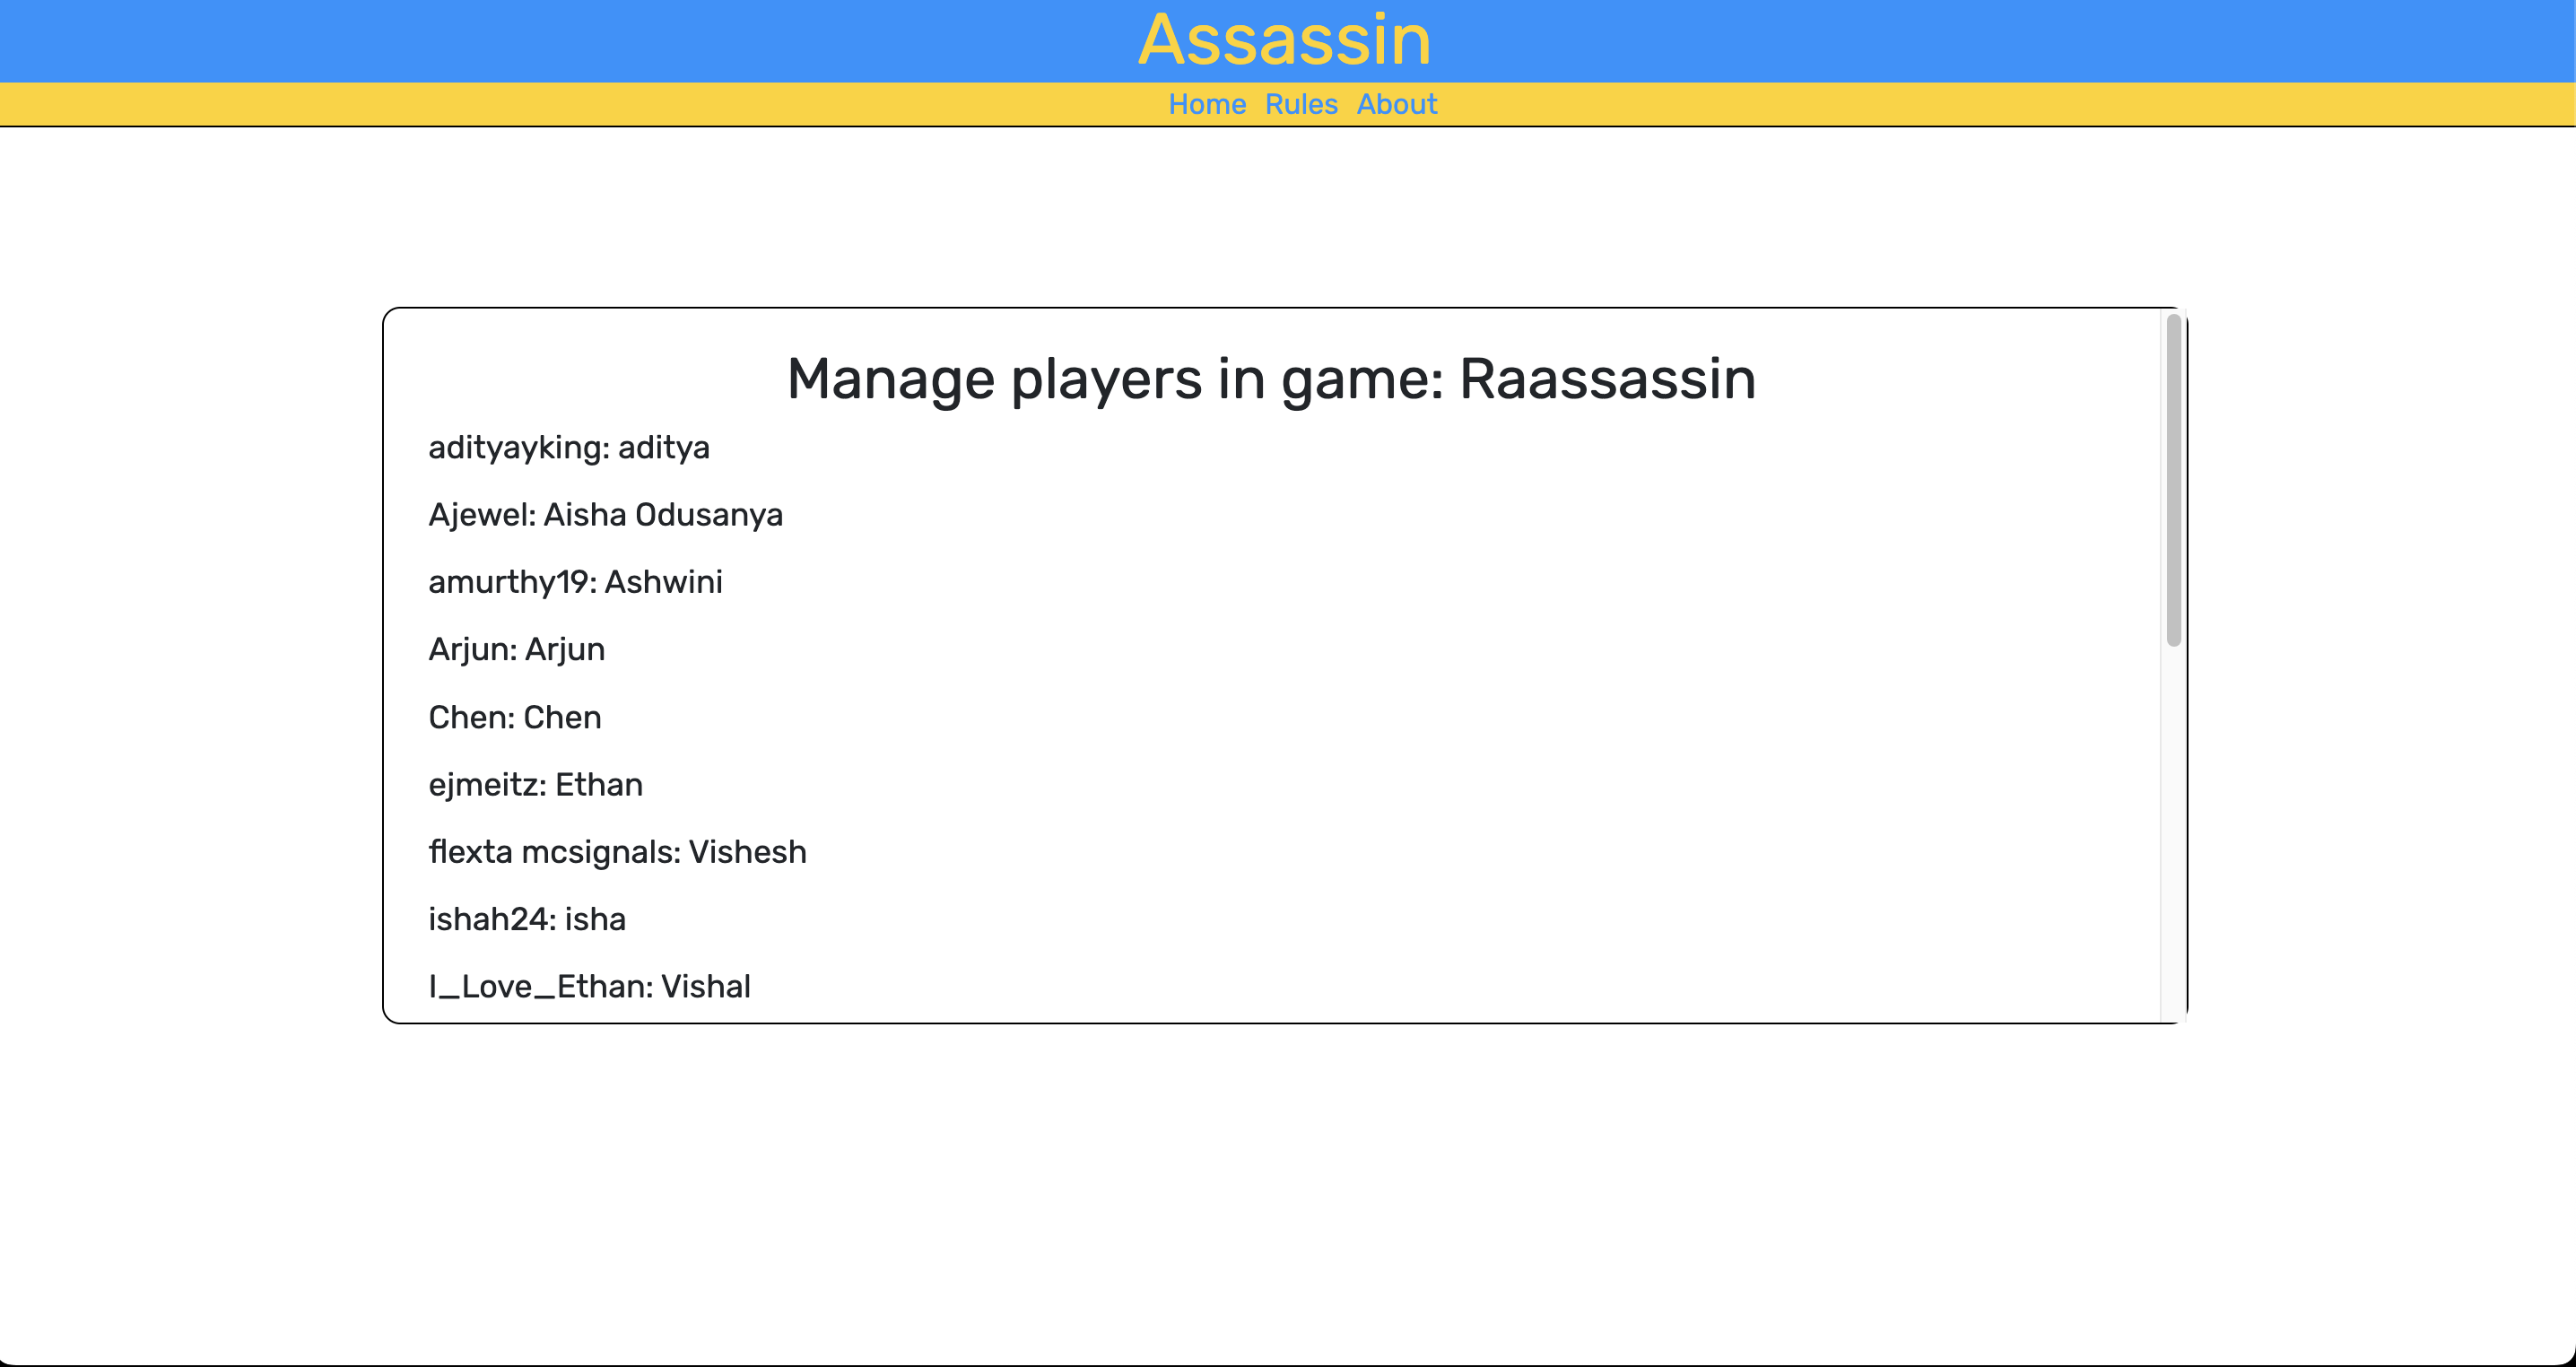 Assassin
Home Rules About
Manage players in game: Raassassin
adityayking: aditya
Ajewel: Aisha Odusanya
amurthy19: Ashwini
Arjun: Arjun
Chen: Chen
ejmeitz: Ethan
flexta mcsignals: Vishesh
ishah24: isha
I_Love_Ethan: Vishal